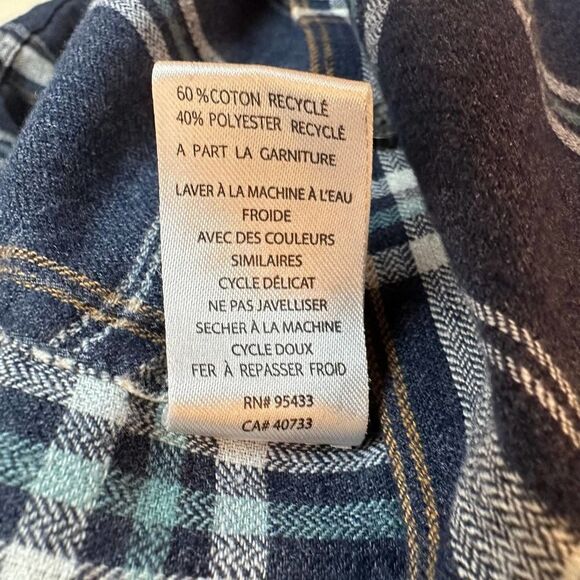 60 %COTON RECYCLÉ
40% POLYESTER RECYCLÉ
A PART LA GARNITURE
LAVER À LA MACHINE À L'EAU
FROIDE
AVEC DES COULEURS
SIMILAIRES
CYCLE DÉLICAT
NE PAS JAVELLISER
SECHER À LA MACHINE
CYCLE DOUX
FER À REPASSER FROID
RN# 95433
CA# 40733